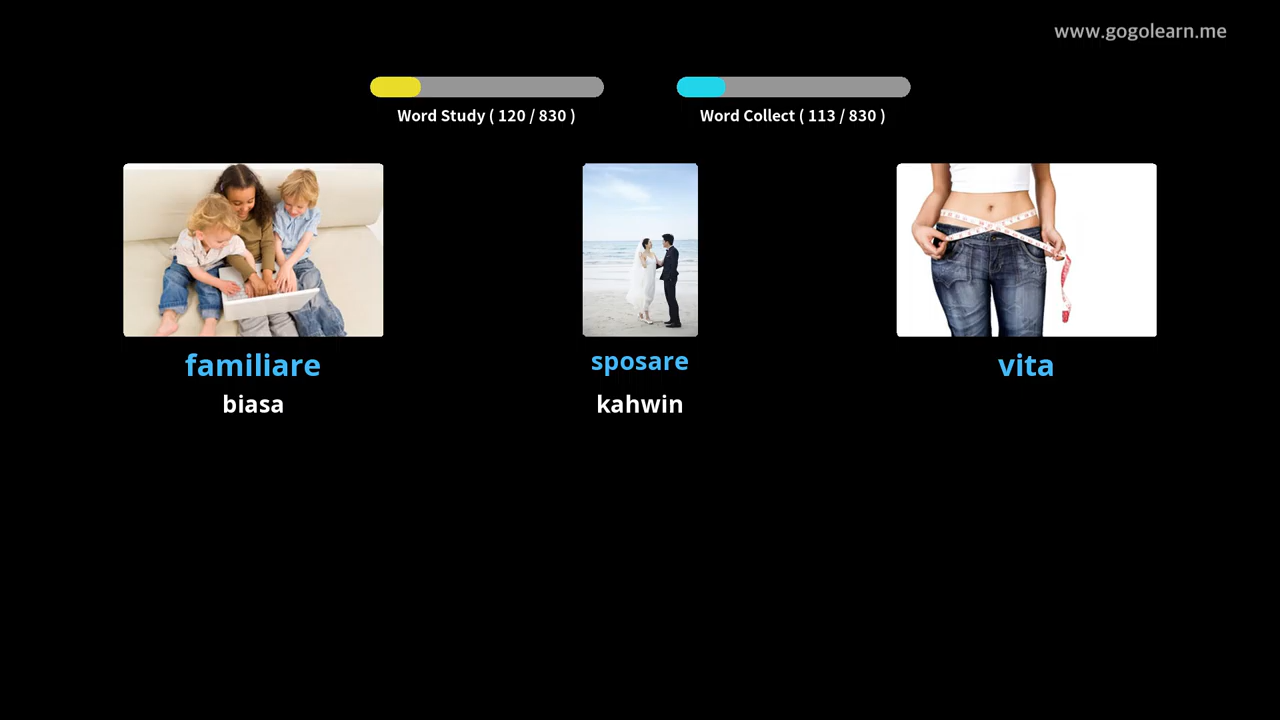 www.gogolearn.me
Word Study ( 120 / 830 )
Word Collect ( 113 / 830 )
familiare
sposare
vita
biasa
kahwin